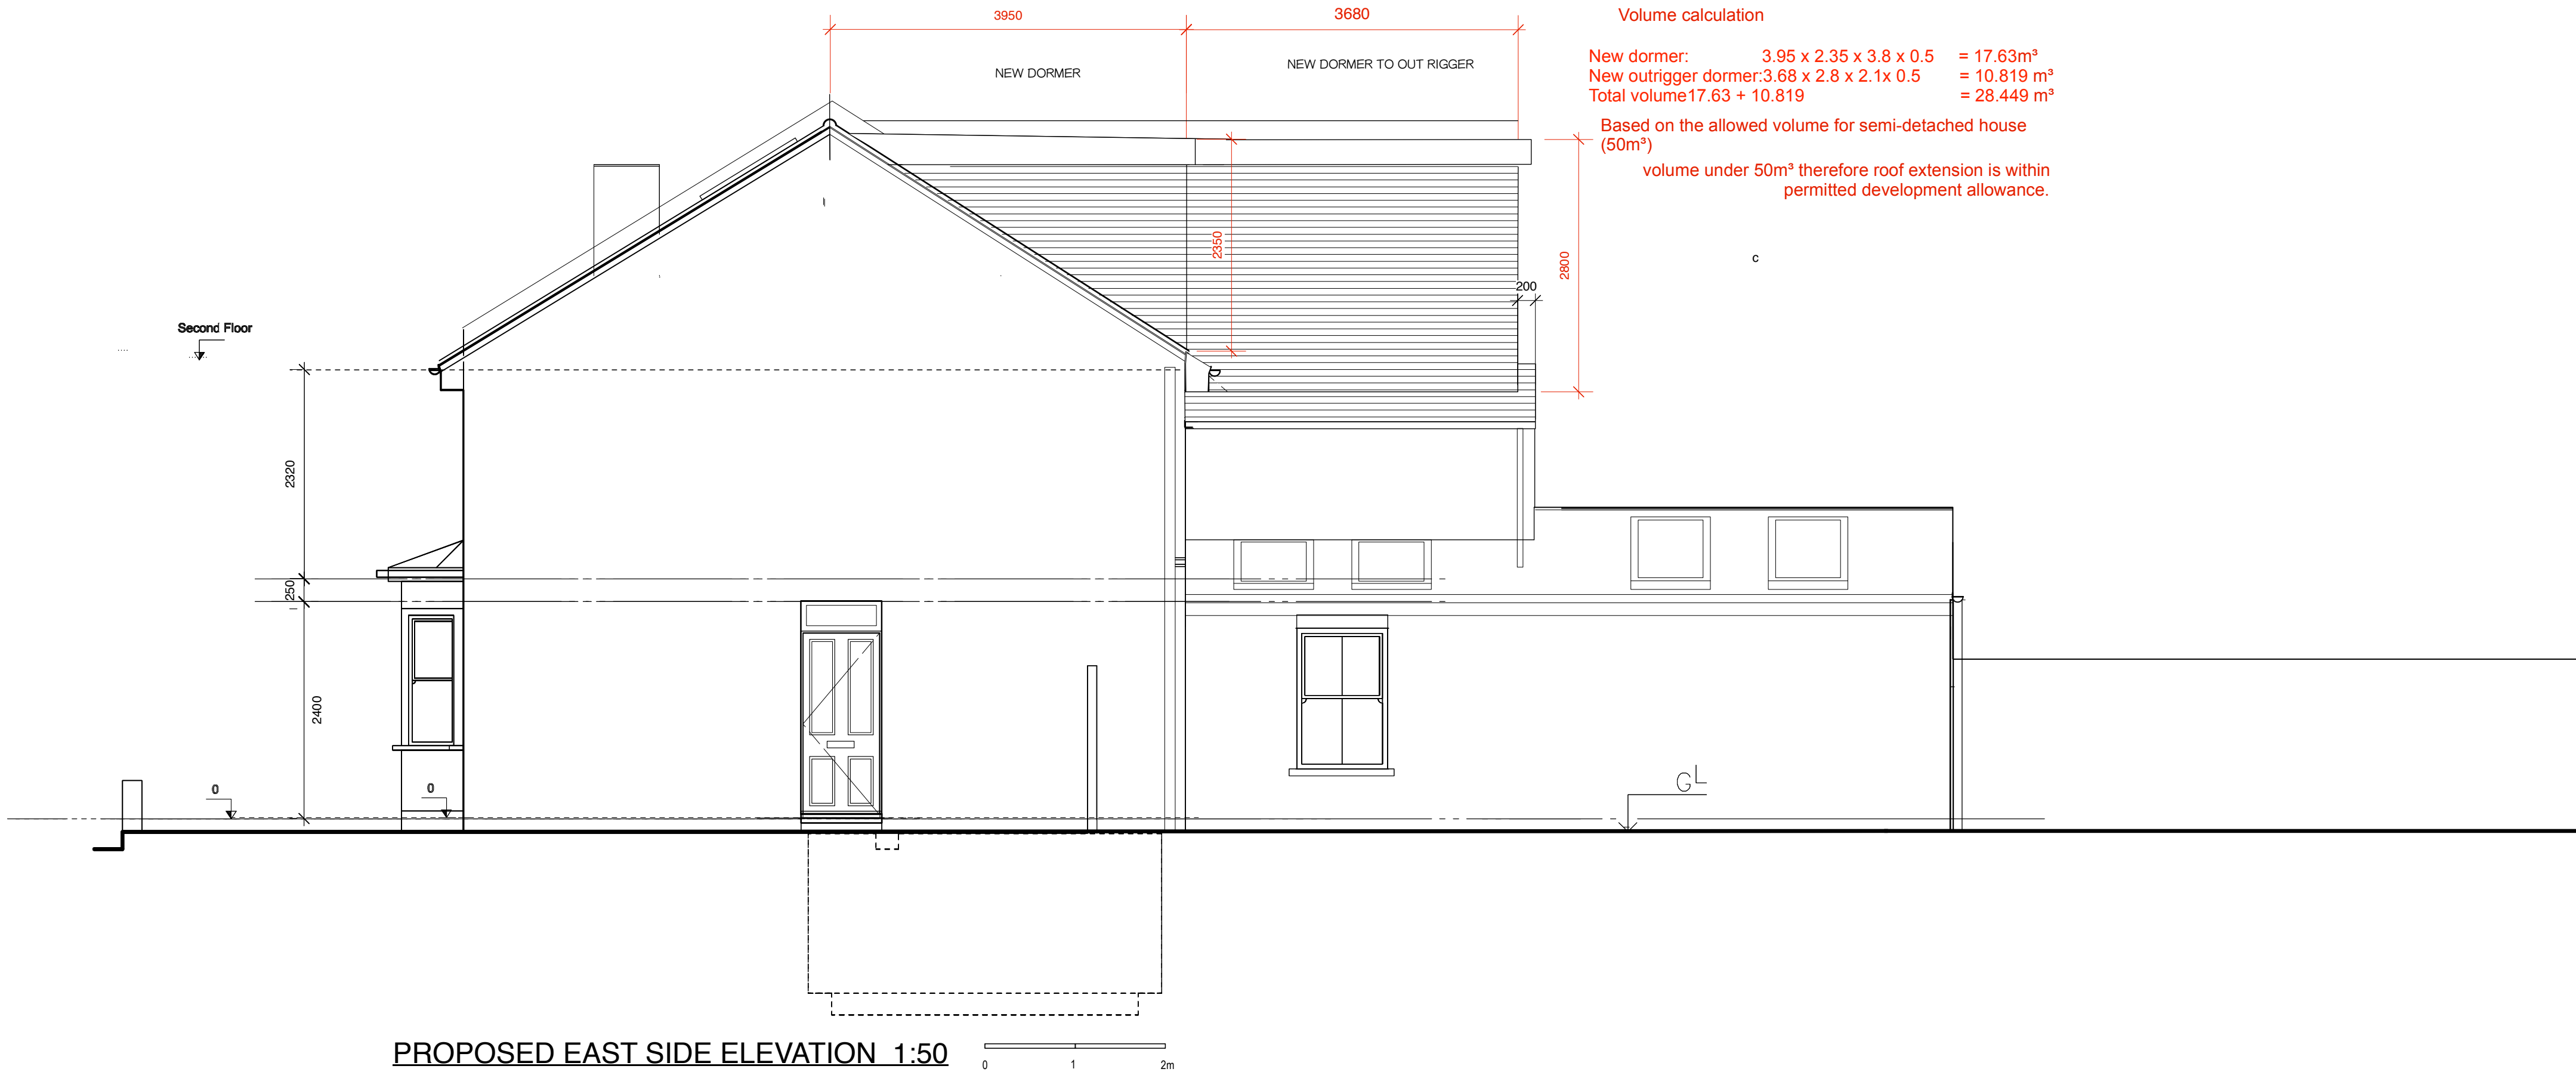 3950
3680
Volume calculation
NEW DORMER
NEW DORMER TO OUT RIGGER
New dormer: 3.95 x 2.35 x 3.8 x 0.5 = 17.63m³
New outrigger dormer:3.68 x 2.8 x 2.1x 0.5 = 10.819 m³
Total volume17.63 + 10.819 = 28.449 m³
Based on the allowed volume for semi-detached house
(50m³)
volume under 50m³ therefore roof extension is within
permitted development allowance.
2350
2800
c
200
Second Floor
2320
250
2400
0
0
GL
PROPOSED EAST SIDE ELEVATION 1:50
0 1 2m